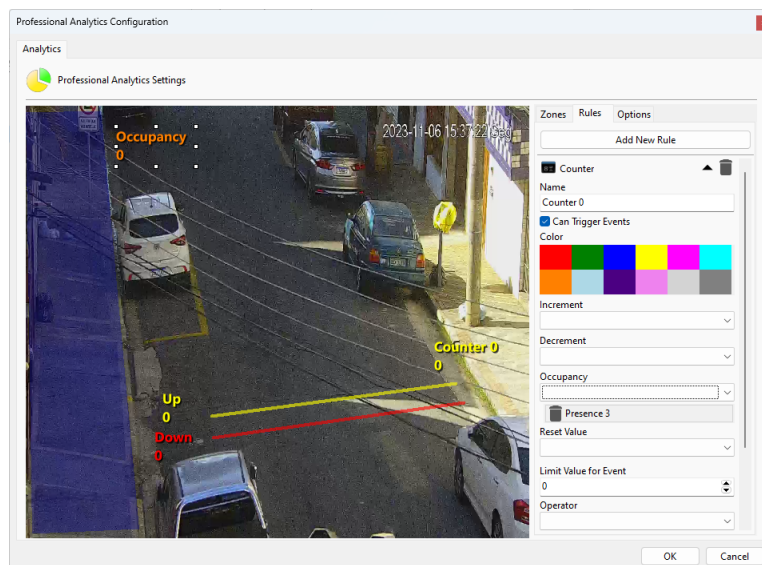 Professional Analytics Configuration
Analytics
Professional Analytics Settings
Occupancy
0
2023-11-06 15:37:22 Seg
Counter 0
0
Up
0
Down
0
Zones
Rules
Options
Add New Rule
Counter
Name
Counter 0
Can Trigger Events
Color
Increment
Decrement
Occupancy
Presence 3
Reset Value
Limit Value for Event
0
Operator
OK
Cancel